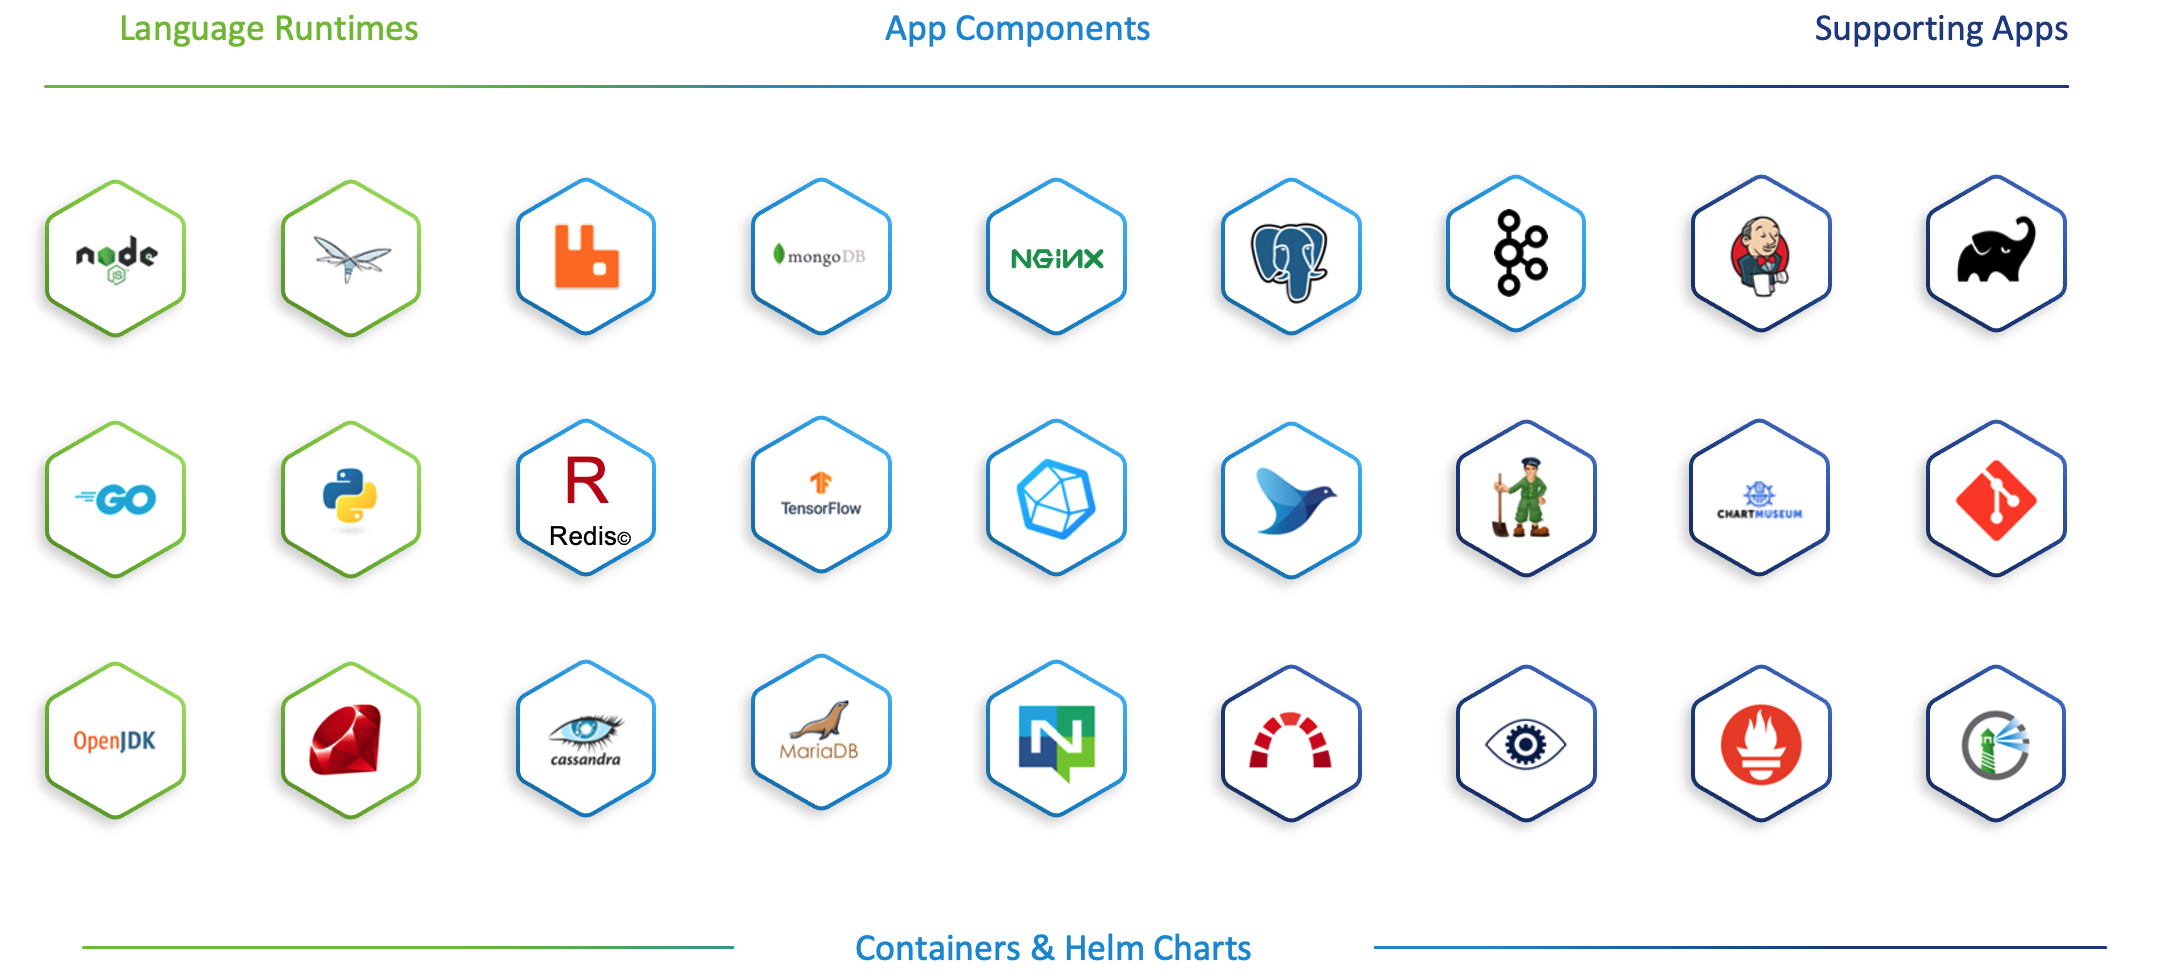 Language Runtimes
App Components
Supporting Apps
node
JS
mongoDB
NGiNX
GO
R
Redis©
TensorFlow
CHARTMUSEUM
OpenJDK
cassandra
MariaDB
N
Containers & Helm Charts